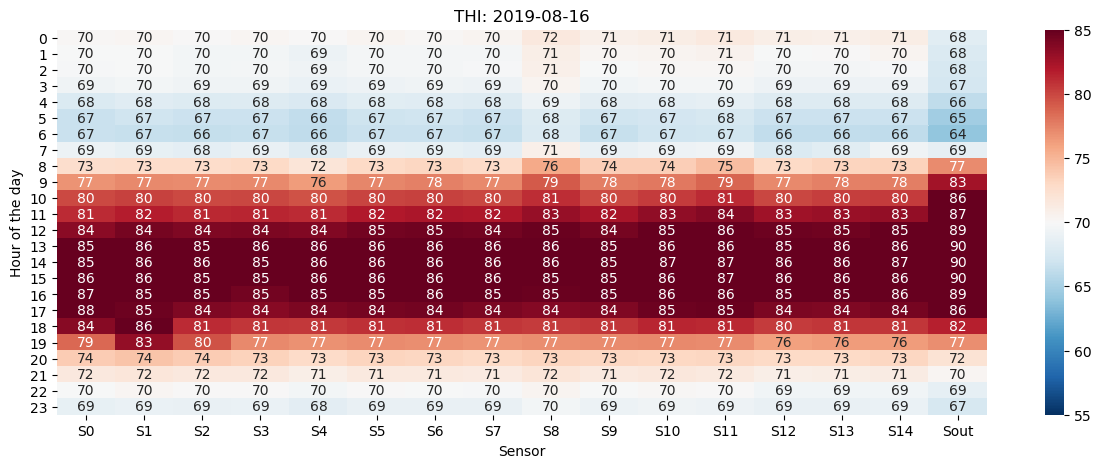 THI: 2019-08-16
0 70 70 70 70 70 70 70 70 72 71 71 71 71 71 71 68
1 70 70 70 70 69 70 70 70 71 70 70 71 70 70 70 68
2 70 70 70 70 69 70 70 70 71 70 70 70 70 70 70 68
3 69 70 69 69 69 70 70 69 70 70 70 70 69 69 69 67
4 68 68 68 68 68 68 68 68 69 68 68 69 68 68 68 66
5 67 67 67 67 66 67 67 67 68 67 67 68 67 67 67 65
6 67 67 66 67 66 67 67 67 68 67 67 67 66 66 66 64
7 69 69 68 69 68 69 69 69 71 69 69 69 68 68 69 69
8 73 73 73 73 72 73 73 73 76 74 74 75 73 73 73 77
9 77 77 77 77 76 77 78 77 79 78 78 79 77 78 78 83
10 80 80 80 80 80 80 80 80 81 80 80 81 80 80 80 86
11 81 82 81 81 81 82 82 82 83 82 83 84 83 83 83 87
12 84 84 84 84 84 85 85 84 85 84 85 86 85 85 85 89
13 85 86 85 86 86 86 86 86 86 86 86 86 86 86 86 90
14 85 86 86 85 86 86 86 86 86 85 87 87 86 86 87 90
15 86 86 86 85 86 86 86 86 85 85 86 87 86 86 86 90
16 87 85 85 85 85 85 86 85 85 85 86 86 85 85 86 89
17 88 85 84 84 84 84 85 84 84 84 85 85 84 84 84 86
18 84 86 81 81 81 81 81 81 81 81 81 81 80 81 81 82
19 79 83 80 77 77 77 77 77 77 77 77 77 76 76 76 77
20 74 74 74 73 73 73 73 73 73 73 73 73 73 73 73 72
21 72 72 72 72 71 71 71 71 72 71 72 72 71 71 71 70
22 70 70 70 70 70 70 70 70 70 70 70 70 69 69 69 69
23 69 69 69 69 68 69 69 69 70 69 69 69 69 69 69 67
S0 S1 S2 S3 S4 S5 S6 S7 S8 S9 S10 S11 S12 S13 S14 Sout
Sensor
Hour of the day
85
80
75
70
65
60
55